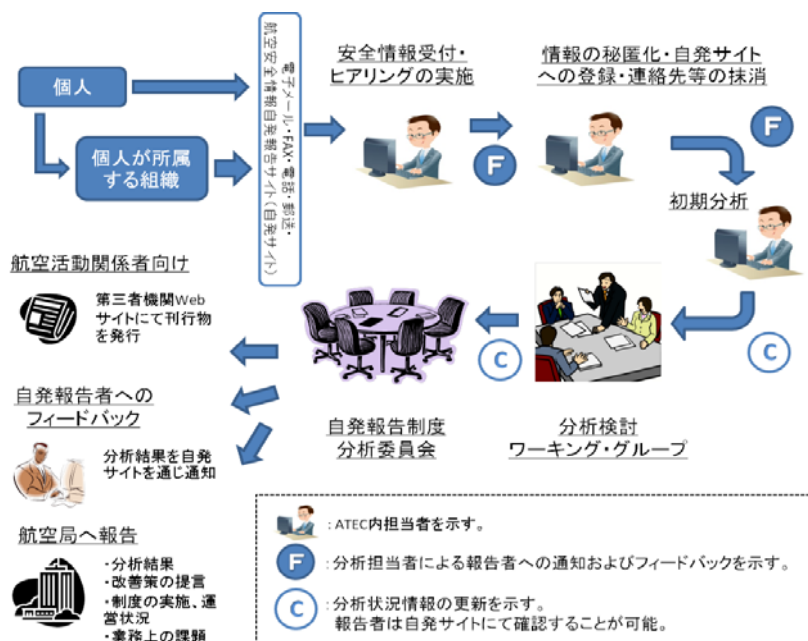 個人
個人が所属
する組織
電子メール・FAX・電話・郵送・
航空安全情報自発報告サイト(自発サイト)
安全情報受付・
ヒアリングの実施
F
情報の秘匿化・自発サイト
への登録・連絡先等の抹消
F
初期分析
C
分析検討
ワーキング・グループ
C
自発報告制度
分析委員会
航空活動関係者向け
第三者機関Web
サイトにて刊行物
を発行
自発報告者への
フィードバック
分析結果を自発
サイトを通じ通知
航空局へ報告
・分析結果
・改善策の提言
・制度の実施、運
営状況
・業務上の課題
：ATEC内担当者を示す。
F ：分析担当者による報告者への通知およびフィードバックを示す。
C ：分析状況情報の更新を示す。
報告者は自発サイトにて確認することが可能。